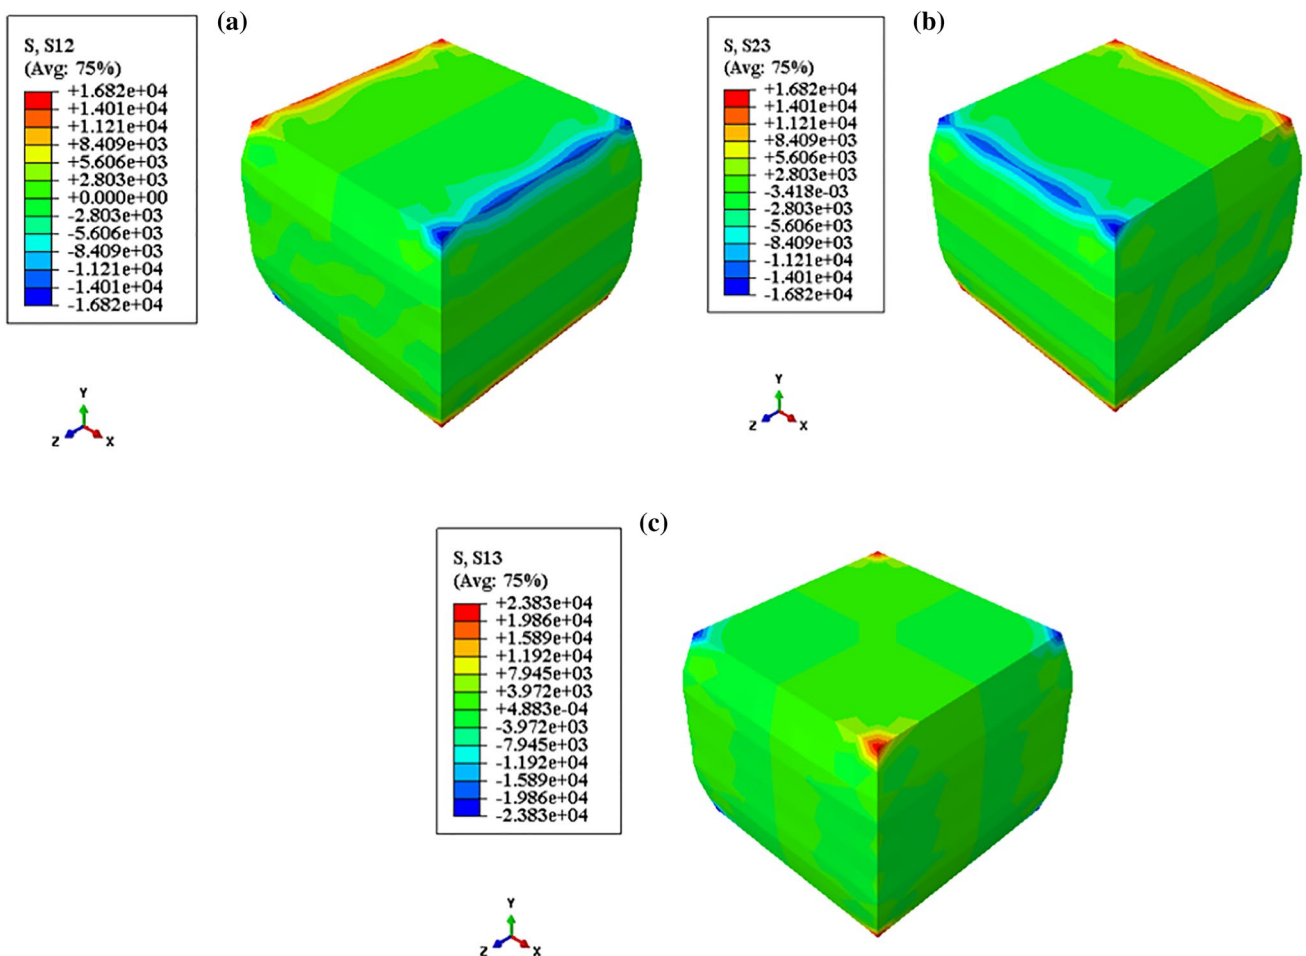 (a)
S, S12
(Avg: 75%)
+1.682e+04
+1.401e+04
+1.121e+04
+8.409e+03
+5.606e+03
+2.803e+03
+0.000e+00
-2.803e+03
-5.606e+03
-8.409e+03
-1.121e+04
-1.401e+04
-1.682e+04
Y
Z
X
(b)
S, S23
(Avg: 75%)
+1.682e+04
+1.401e+04
+1.121e+04
+8.409e+03
+5.606e+03
+2.803e+03
-3.418e-03
-2.803e+03
-5.606e+03
-8.409e+03
-1.121e+04
-1.401e+04
-1.682e+04
Y
Z
X
(c)
S, S13
(Avg: 75%)
+2.383e+04
+1.986e+04
+1.589e+04
+1.192e+04
+7.945e+03
+3.972e+03
+4.883e-04
-3.972e+03
-7.945e+03
-1.192e+04
-1.589e+04
-1.986e+04
-2.383e+04
Y
Z
X